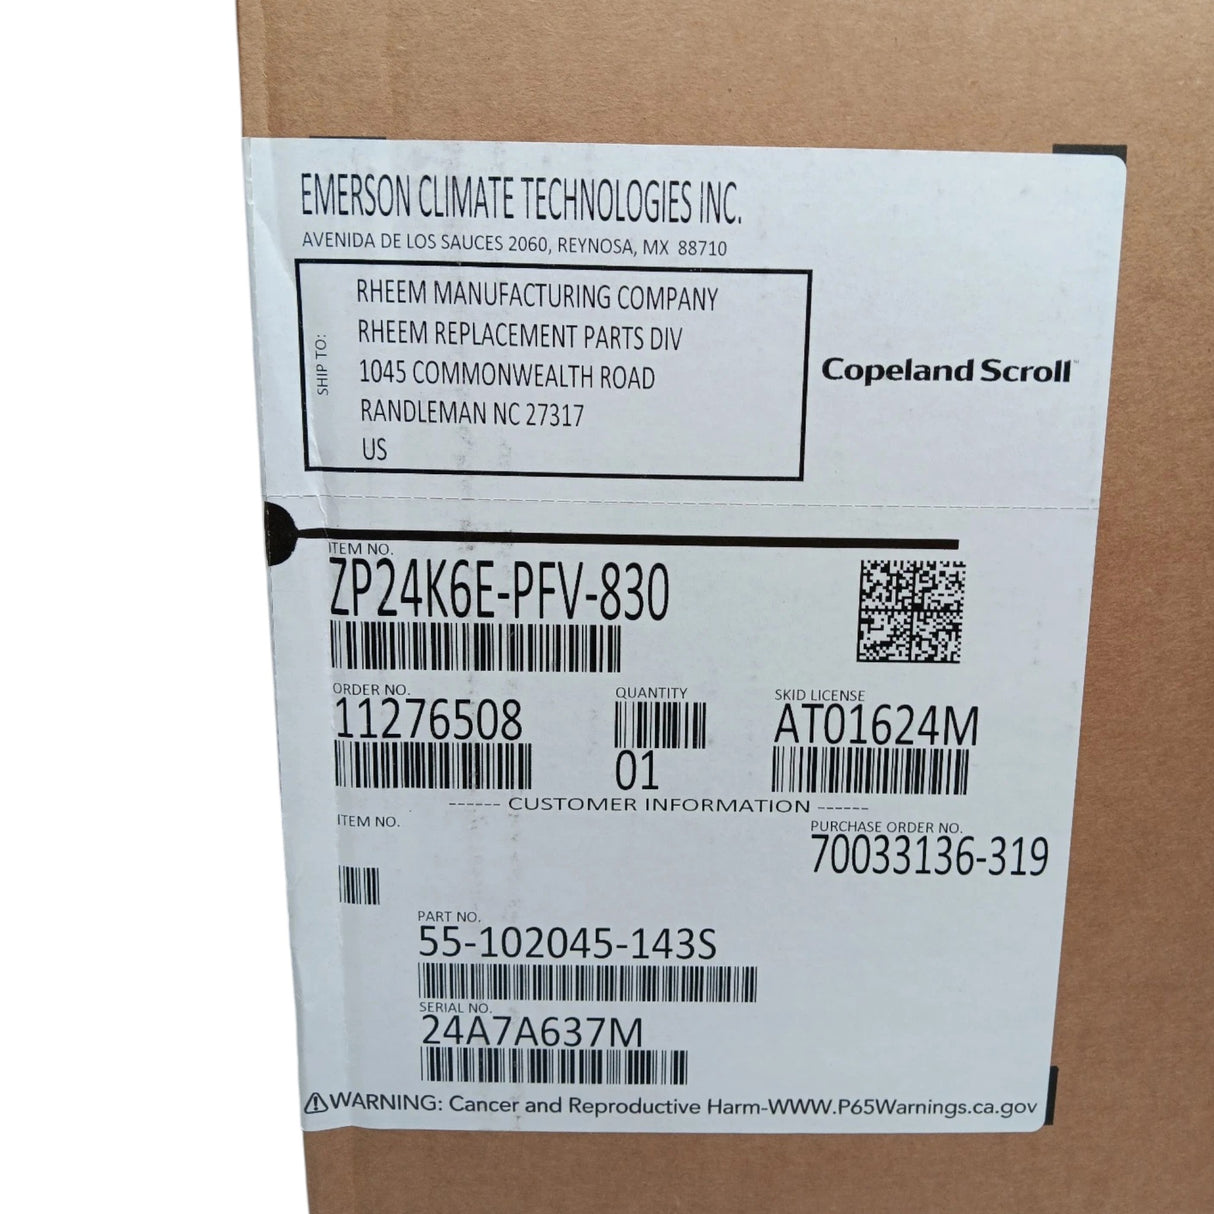 EMERSON CLIMATE TECHNOLOGIES INC.
AVENIDA DE LOS SAUCES 2060, REYNOSA, MX 88710
SHIP TO:
RHEEM MANUFACTURING COMPANY
RHEEM REPLACEMENT PARTS DIV
1045 COMMONWEALTH ROAD
RANDLEMAN NC 27317
US
Copeland Scroll™
ITEM NO.
ZP24K6E-PFV-830
ORDER NO.
11276508
QUANTITY
01
SKID LICENSE
AT01624M
------ CUSTOMER INFORMATION ------
ITEM NO.
PURCHASE ORDER NO.
70033136-319
PART NO.
55-102045-143S
SERIAL NO.
24A7A637M
⚠WARNING: Cancer and Reproductive Harm-WWW.P65Warnings.ca.gov